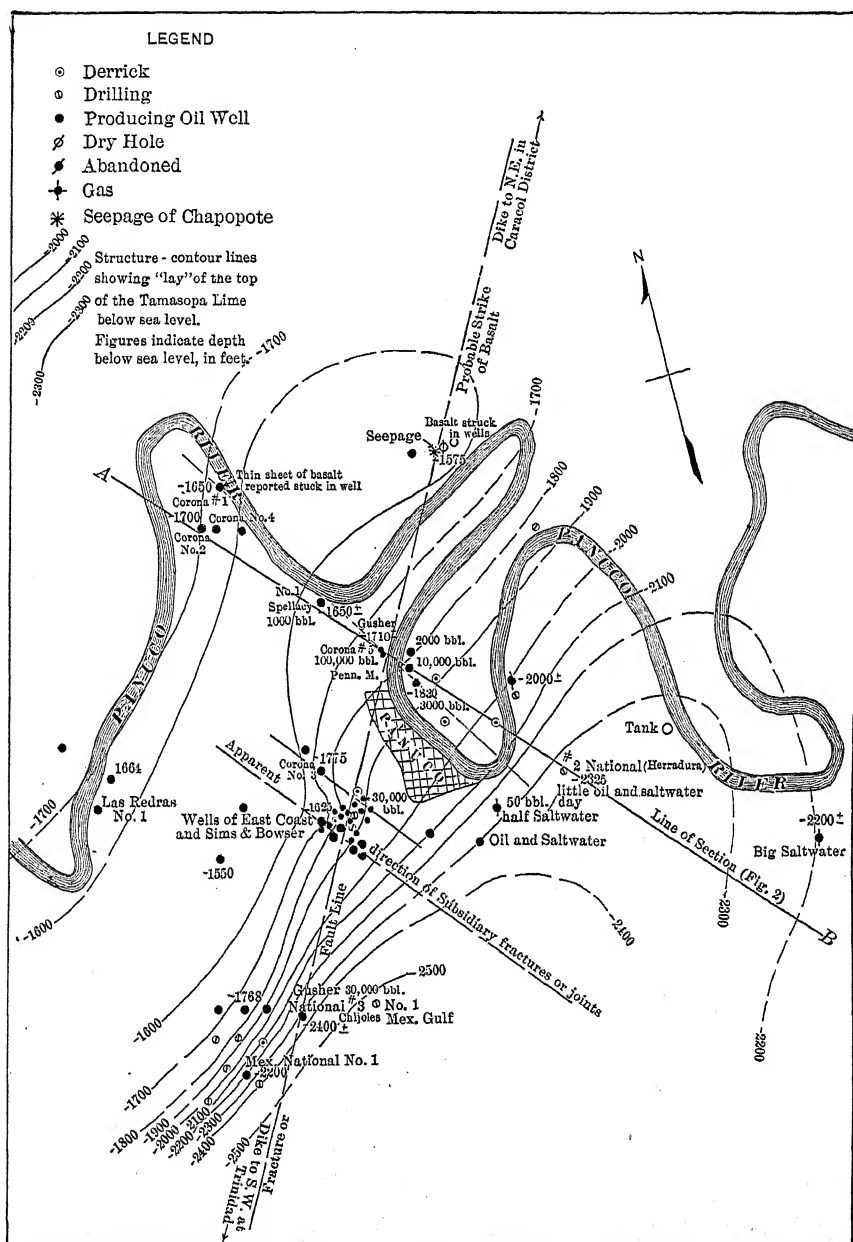 LEGEND
Derrick
Drilling
Producing Oil Well
Dry Hole
Abandoned
Gas
Seepage of Chapopote
Structure - contour lines
showing "lay" of the top
of the Tamasopa Lime
below sea level.
Figures indicate depth
below sea level, in feet.
-2000
-2100
-2200
-2200
-2300
-2300
-1700
Dike to N.E. in
Caracol District
Probable Strike
of Basalt
N
-1700
-1800
-1900
-2000
-2100
Seepage
Basalt struck
in wells
-1575
A
RIVER
Thin sheet of basalt
reported stuck in well
-1650
Corona #1
-1700
Corona No.4
Corona
No.2
PANUCO
No.1
Spellacy
1000 bbl.
-1650±
Gusher
-1710
Corona #5
100,000 bbl.
Penn. M.
2000 bbl.
10,000 bbl.
-1830
3000 bbl.
-2000±
PANUCO
Tank
RIVER
PANUCO
Apparent
direction of Subsidiary fractures or joints
-1775
Corona No.
1664
Las Redras
No.1
-1700
-1600
-1550
Wells of East Coast
and Sims & Bowser
-1625
30,000
bbl.
#2 National (Herradura)
-2325
little oil and saltwater
50 bbl. day
half Saltwater
Oil and Saltwater
-2200±
Big Saltwater
Line of Section (Fig. 2)
B
-2300
-2400
-2200
-2500
Fault Line
-1768
Gusher 30,000 bbl.
National #3
No.1
Chijoles
Mex. Gulf
-2400±
Mex. National No.1
-2200
-1600
-1700
-1800
-1900
-2000
-2100
-2200
-2300
-2400
-2500
Fracture or
Dike to S.W. at
Trinidad